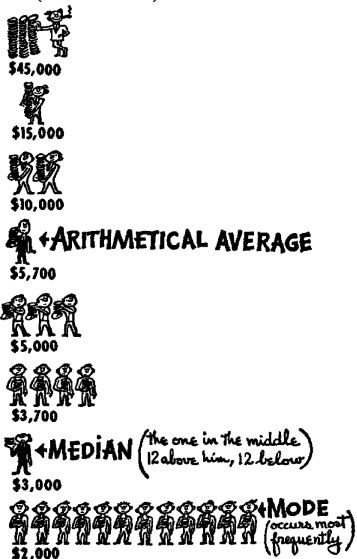 $45,000
$15,000
$10,000
←ARITHMETICAL AVERAGE
$5,700
$5,000
$3,700
←MEDIAN (the one in the middle
12 above him, 12 below)
$3,000
←MODE
(occurs most
frequently)
$2,000